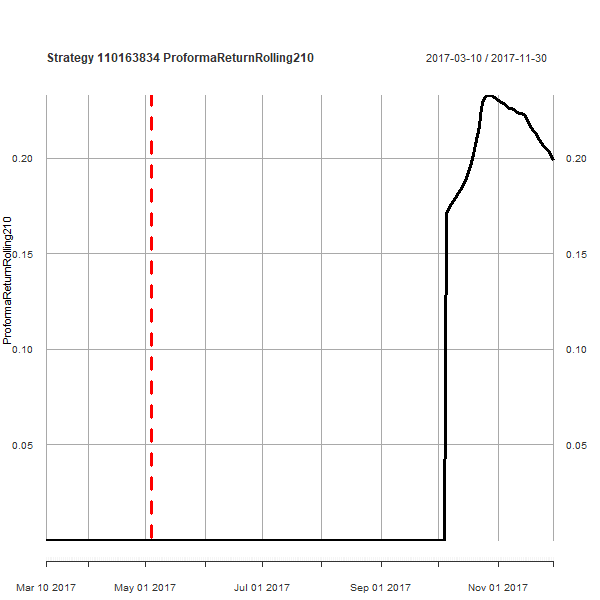 Strategy 110163834 ProformaReturnRolling210
2017-03-10 / 2017-11-30
ProformaReturnRolling210
0.20
0.15
0.10
0.05
0.20
0.15
0.10
0.05
Mar 10 2017
May 01 2017
Jul 01 2017
Sep 01 2017
Nov 01 2017